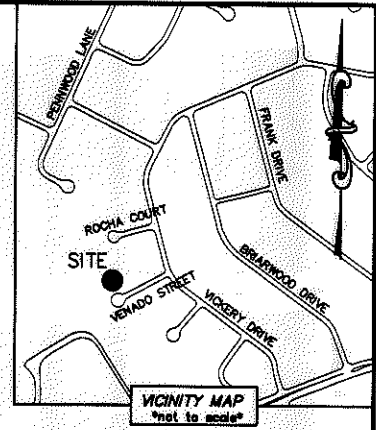 PENNWOOD LANE
FRANK DRIVE
ROCHA COURT
SITE
BRIARWOOD DRIVE
VENADO STREET
VICKERY DRIVE
VICINITY MAP
*not to scale*